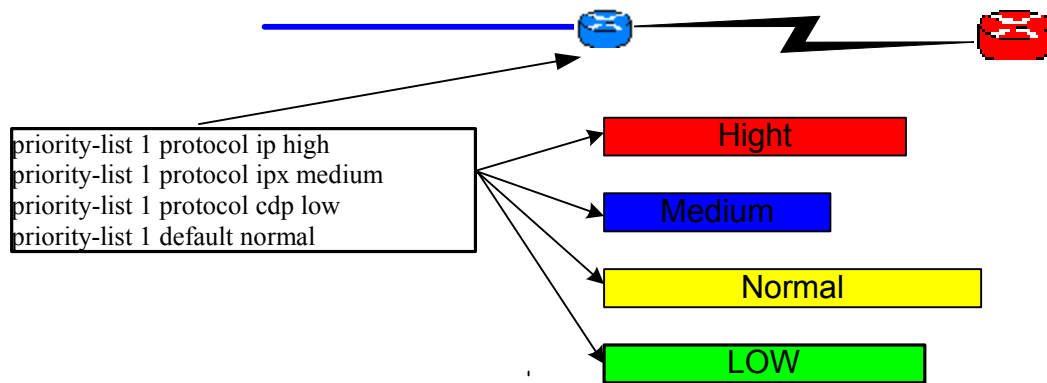 priority-list 1 protocol ip high
priority-list 1 protocol ipx medium
priority-list 1 protocol cdp low
priority-list 1 default normal
Hight
Medium
Normal
LOW